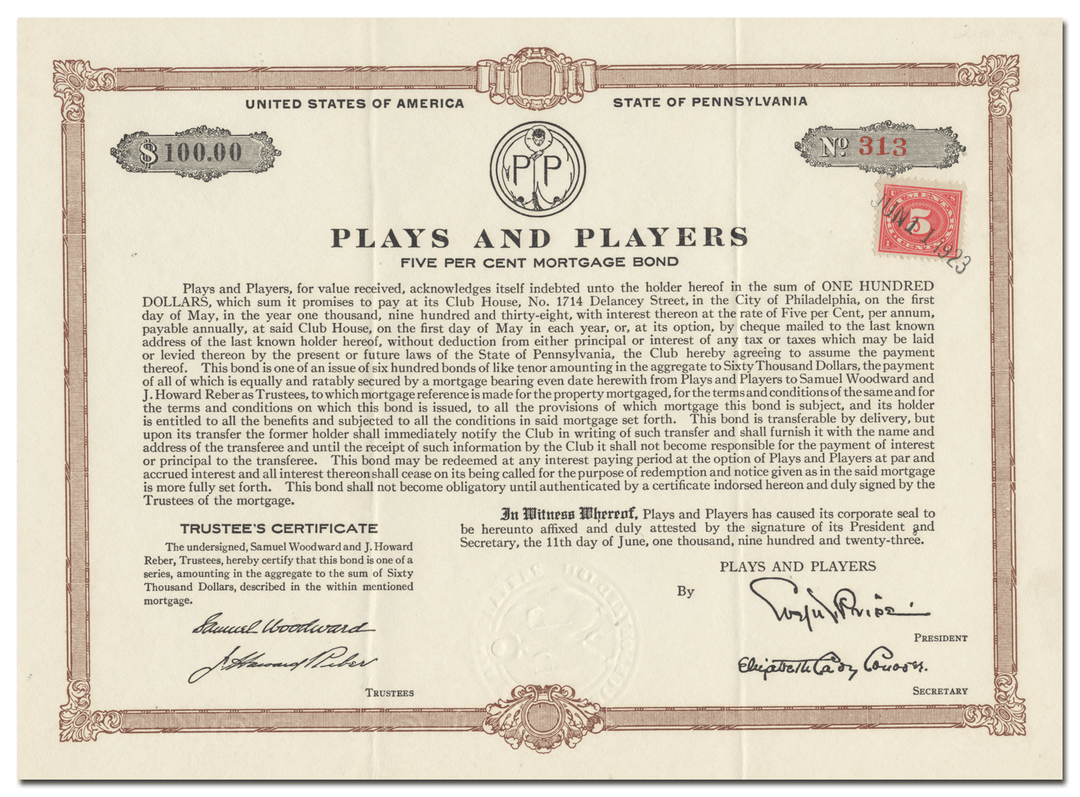 UNITED STATES OF AMERICA
STATE OF PENNSYLVANIA
$100.00
Nº 313
PP
5
JUN 11 1923
PLAYS AND PLAYERS
FIVE PER CENT MORTGAGE BOND
Plays and Players, for value received, acknowledges itself indebted unto the holder hereof in the sum of ONE HUNDRED
DOLLARS, which sum it promises to pay at its Club House, No. 1714 Delancey Street, in the City of Philadelphia, on the first
day of May, in the year one thousand, nine hundred and thirty-eight, with interest thereon at the rate of Five per Cent, per annum,
payable annually, at said Club House, on the first day of May in each year, or, at its option, by cheque mailed to the last known
address of the last known holder hereof, without deduction from either principal or interest of any tax or taxes which may be laid
or levied thereon by the present or future laws of the State of Pennsylvania, the Club hereby agreeing to assume the payment
thereof. This bond is one of an issue of six hundred bonds of like tenor amounting in the aggregate to Sixty Thousand Dollars, the payment
of all of which is equally and ratably secured by a mortgage bearing even date herewith from Plays and Players to Samuel Woodward and
J. Howard Reber as Trustees, to which mortgage reference is made for the property mortgaged, for the terms and conditions of the same and for
the terms and conditions on which this bond is issued, to all the provisions of which mortgage this bond is subject, and its holder
is entitled to all the benefits and subjected to all the conditions in said mortgage set forth. This bond is transferable by delivery, but
upon its transfer the former holder shall immediately notify the Club in writing of such transfer and shall furnish it with the name and
address of the transferee and until the receipt of such information by the Club it shall not become responsible for the payment of interest
or principal to the transferee. This bond may be redeemed at any interest paying period at the option of Plays and Players at par and
accrued interest and all interest thereon shall cease on its being called for the purpose of redemption and notice given as in the said mortgage
is more fully set forth. This bond shall not become obligatory until authenticated by a certificate indorsed hereon and duly signed by the
Trustees of the mortgage.
In Witness Whereof, Plays and Players has caused its corporate seal to
be hereunto affixed and duly attested by the signature of its President and
Secretary, the 11th day of June, one thousand, nine hundred and twenty-three.
TRUSTEE'S CERTIFICATE
The undersigned, Samuel Woodward and J. Howard
Reber, Trustees, hereby certify that this bond is one of a
series, amounting in the aggregate to the sum of Sixty
Thousand Dollars, described in the within mentioned
mortgage.
Samuel Woodward
J. Howard Reber
TRUSTEES
PLAYS AND PLAYERS
By
PRESIDENT
Elizabeth Cady Conover.
SECRETARY